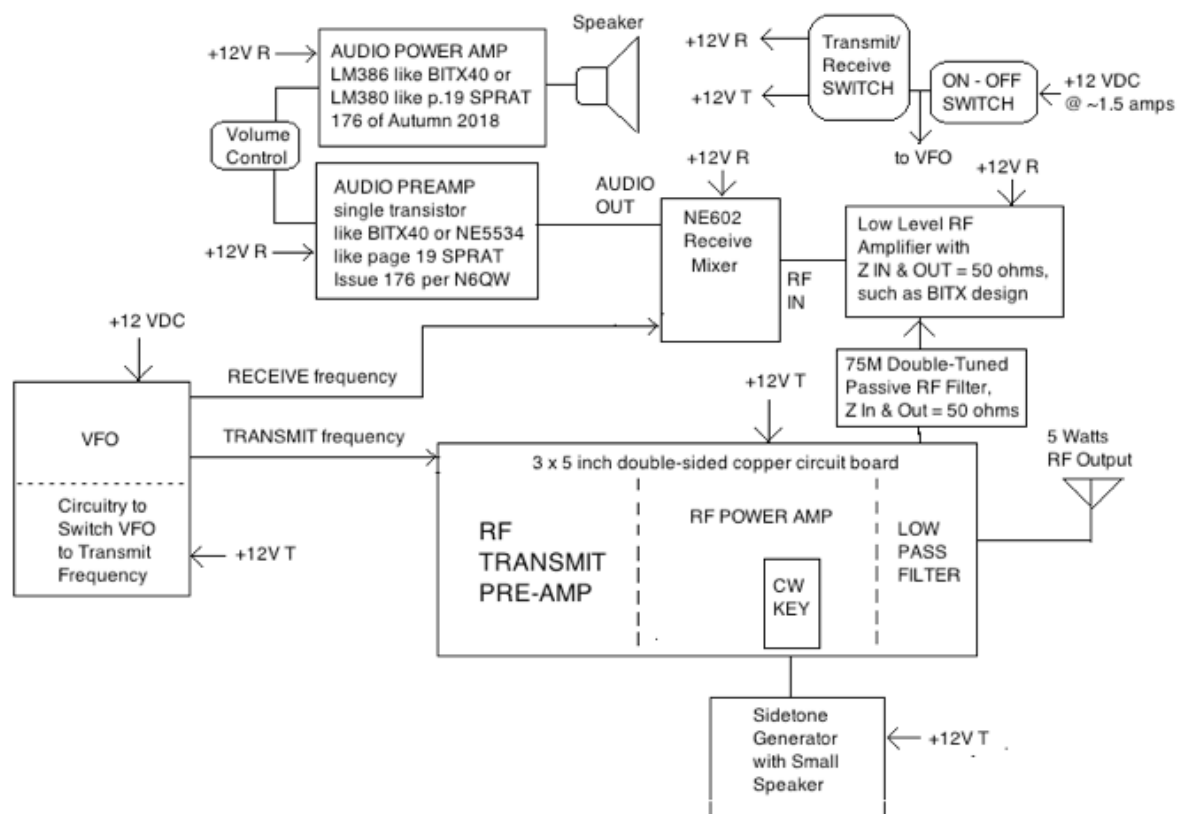 Speaker
+12V R
AUDIO POWER AMP
LM386 like BITX40 or
LM380 like p.19 SPRAT
176 of Autumn 2018
Volume
Control
+12V R
AUDIO PREAMP
single transistor
like BITX40 or NE5534
like page 19 SPRAT
Issue 176 per N6QW
AUDIO
OUT
+12V R
NE602
Receive
Mixer
RF
IN
+12V R
+12V T
Transmit/
Receive
SWITCH
ON - OFF
SWITCH
+12 VDC
@ ~1.5 amps
to VFO
+12V R
Low Level RF
Amplifier with
Z IN & OUT = 50 ohms,
such as BITX design
75M Double-Tuned
Passive RF Filter,
Z In & Out = 50 ohms
+12 VDC
RECEIVE frequency
TRANSMIT frequency
VFO
Circuitry to
Switch VFO
to Transmit
Frequency
+12V T
+12V T
3 x 5 inch double-sided copper circuit board
RF
TRANSMIT
PRE-AMP
RF POWER AMP
CW
KEY
LOW
PASS
FILTER
5 Watts
RF Output
Sidetone
Generator
with Small
Speaker
+12V T